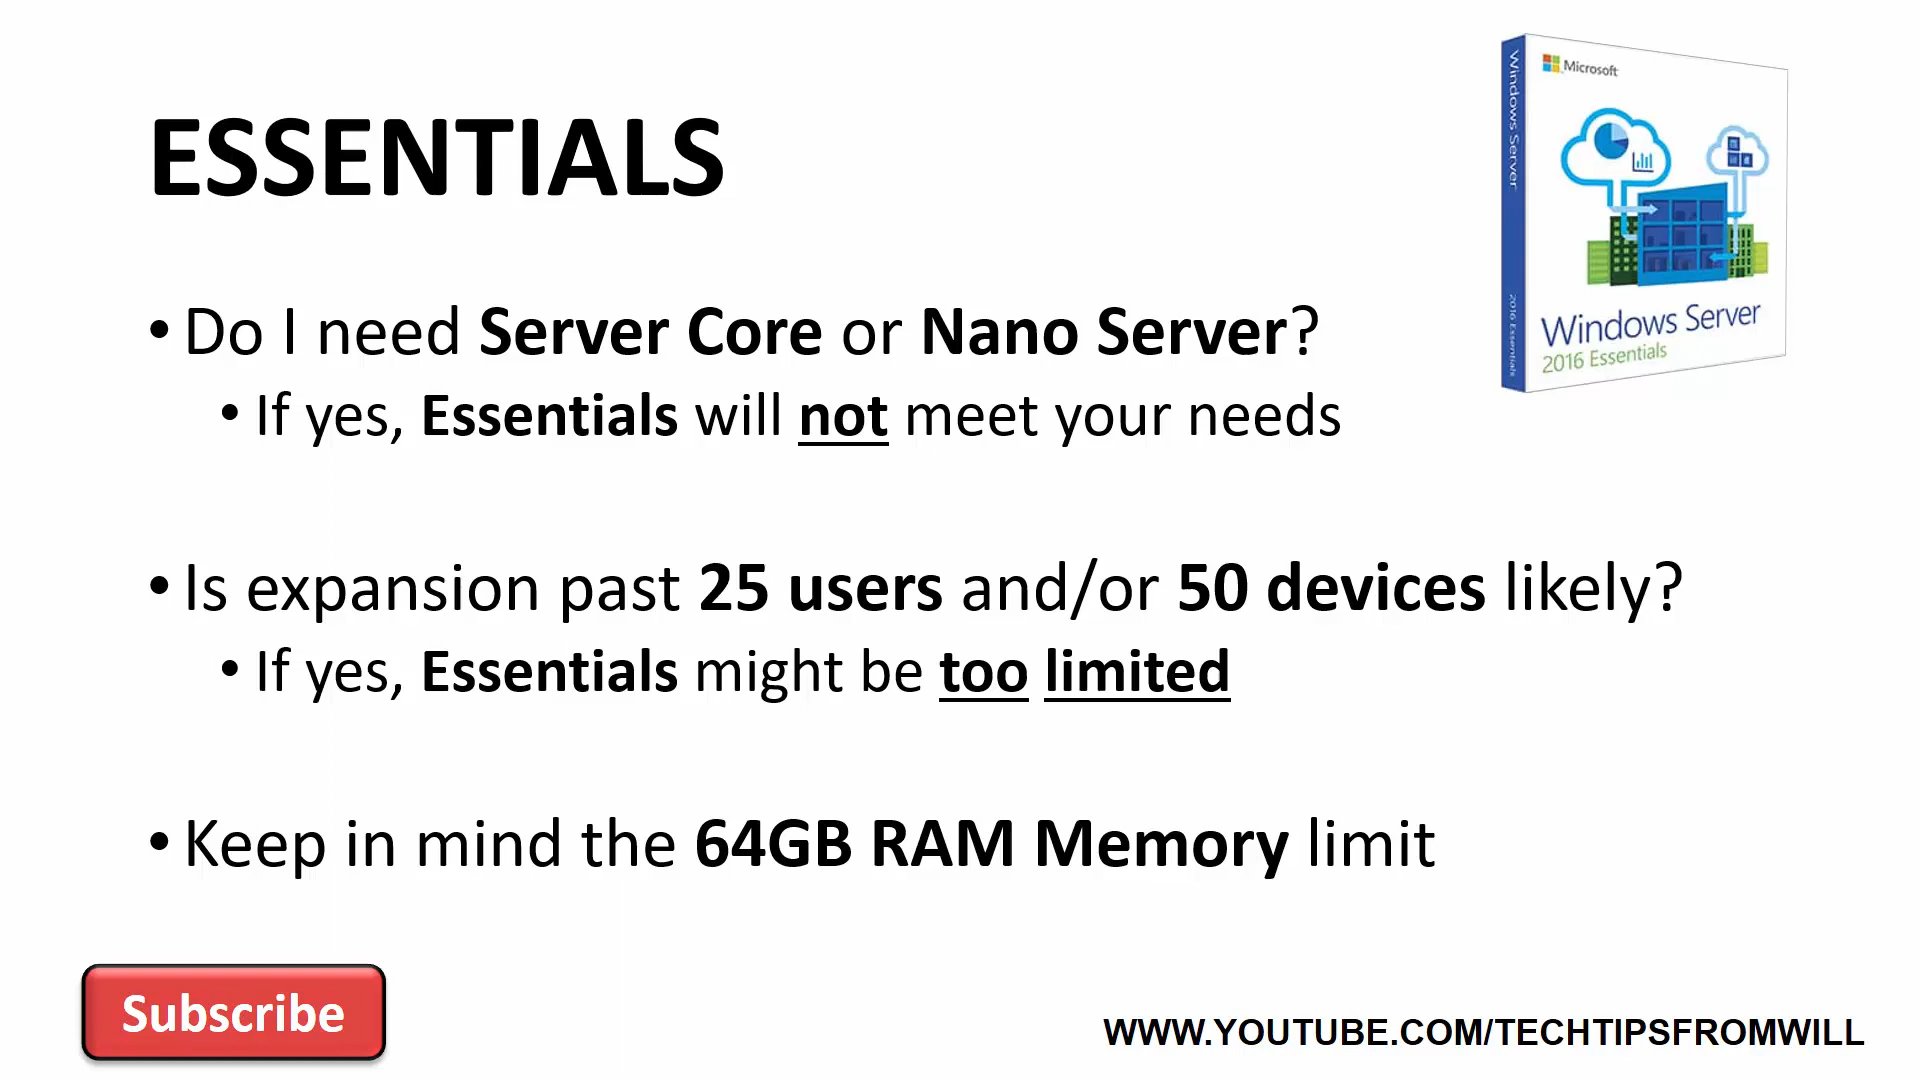 Microsoft
Windows Server
2016 Essentials
Windows Server
2016 Essentials
ESSENTIALS
• Do I need Server Core or Nano Server?
• If yes, Essentials will not meet your needs
• Is expansion past 25 users and/or 50 devices likely?
• If yes, Essentials might be too limited
• Keep in mind the 64GB RAM Memory limit
Subscribe
WWW.YOUTUBE.COM/TECHTIPSFROMWILL